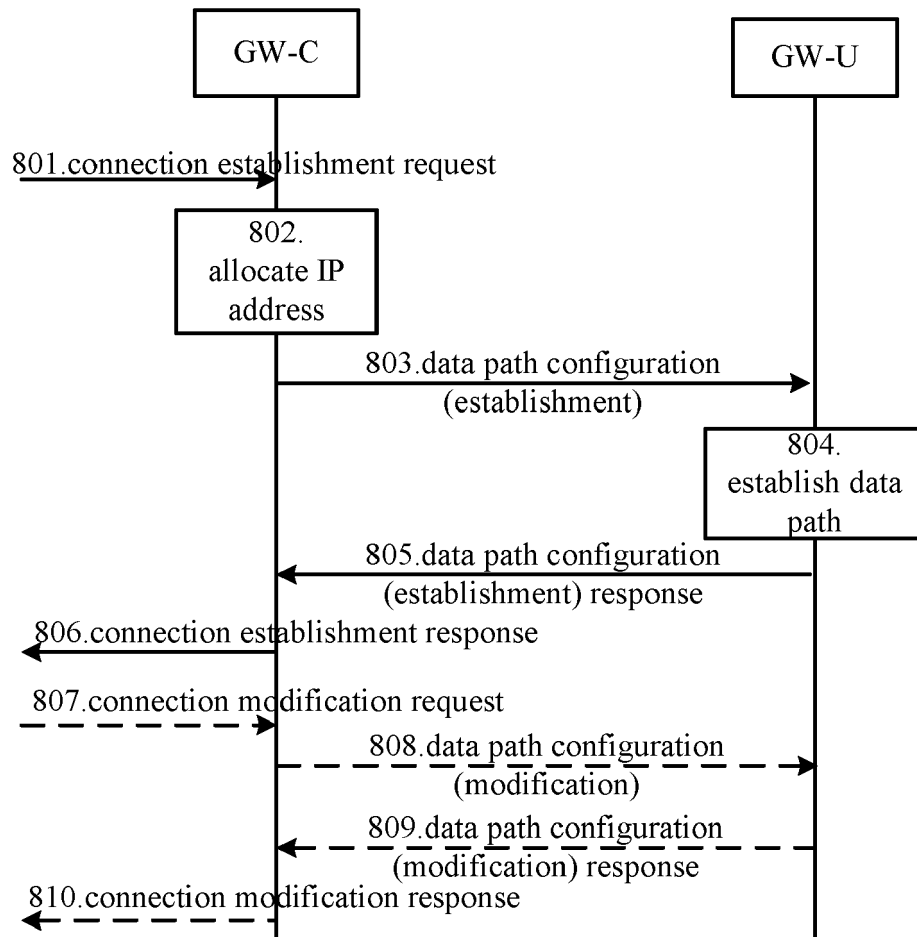 GW-C
GW-U
801.connection establishment request
802.
allocate IP
address
803.data path configuration
(establishment)
804.
establish data
path
805.data path configuration
(establishment) response
806.connection establishment response
807.connection modification request
808.data path configuration
(modification)
809.data path configuration
(modification) response
810.connection modification response